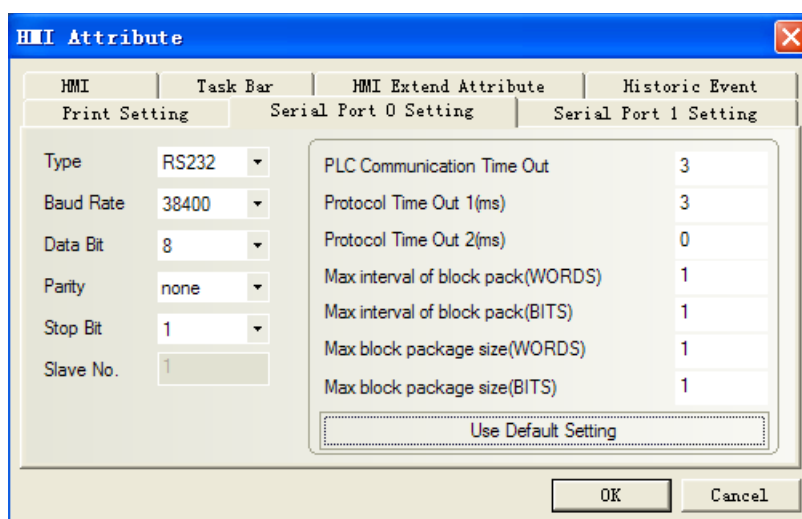 HMI Attribute
HMI Task Bar HMI Extend Attribute Historic Event
Print Setting Serial Port 0 Setting Serial Port 1 Setting
Type RS232
Baud Rate 38400
Data Bit 8
Parity none
Stop Bit 1
Slave No. 1
PLC Communication Time Out 3
Protocol Time Out 1(ms) 3
Protocol Time Out 2(ms) 0
Max interval of block pack(WORDS) 1
Max interval of block pack(BITS) 1
Max block package size(WORDS) 1
Max block package size(BITS) 1
Use Default Setting
OK Cancel